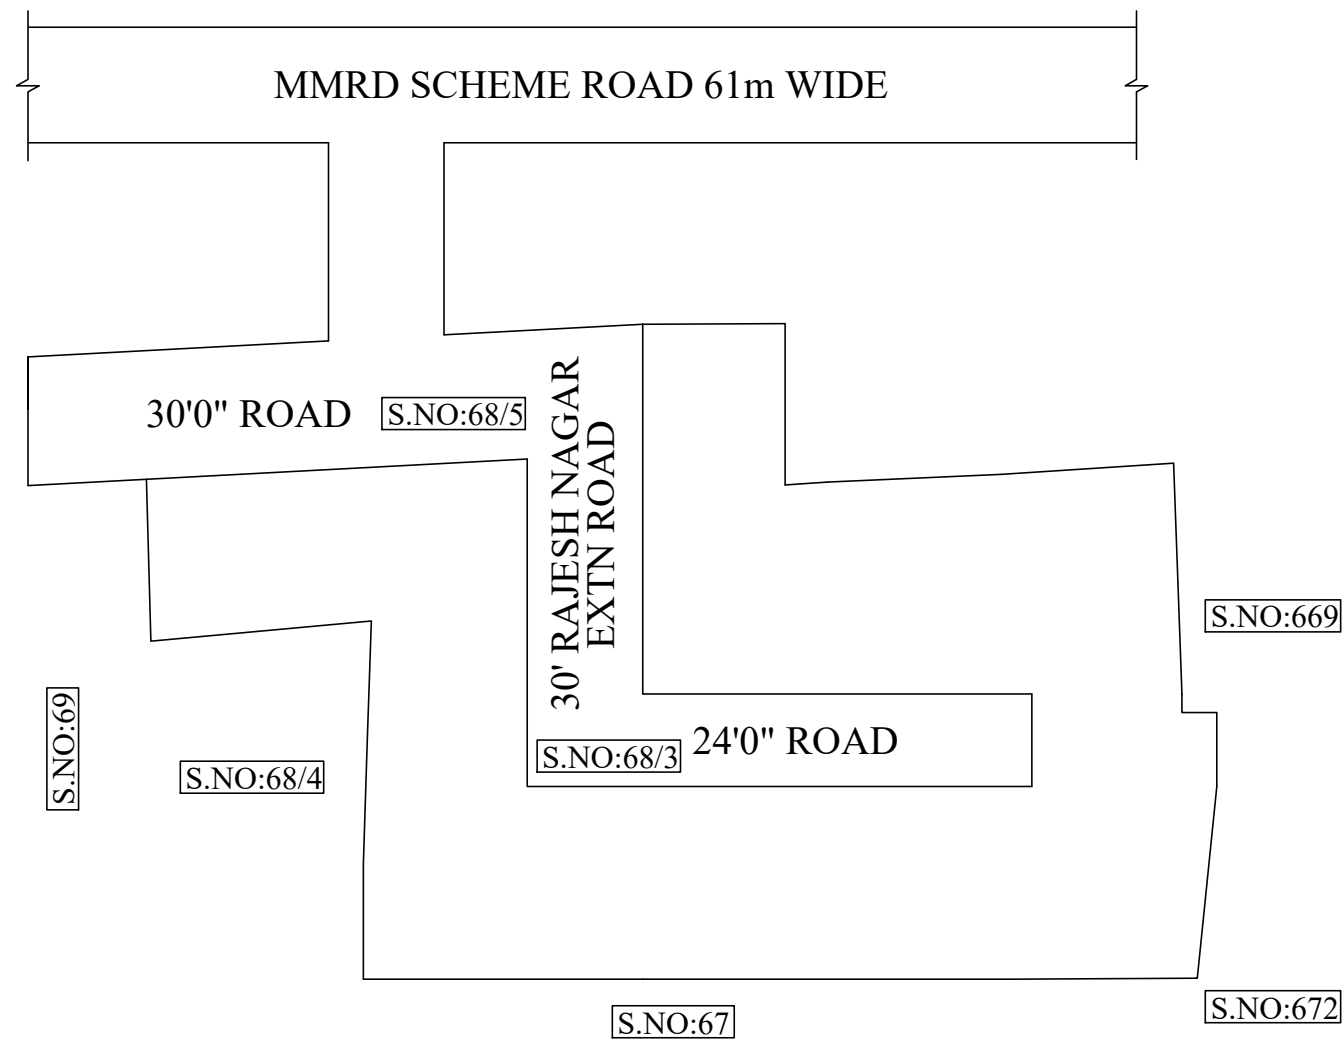 MMRD SCHEME ROAD 61m WIDE
30'0" ROAD
S.NO:68/5
30' RAJESH NAGAR
EXTN ROAD
S.NO:669
S.NO:69
S.NO:68/4
S.NO:68/3
24'0" ROAD
S.NO:67
S.NO:672